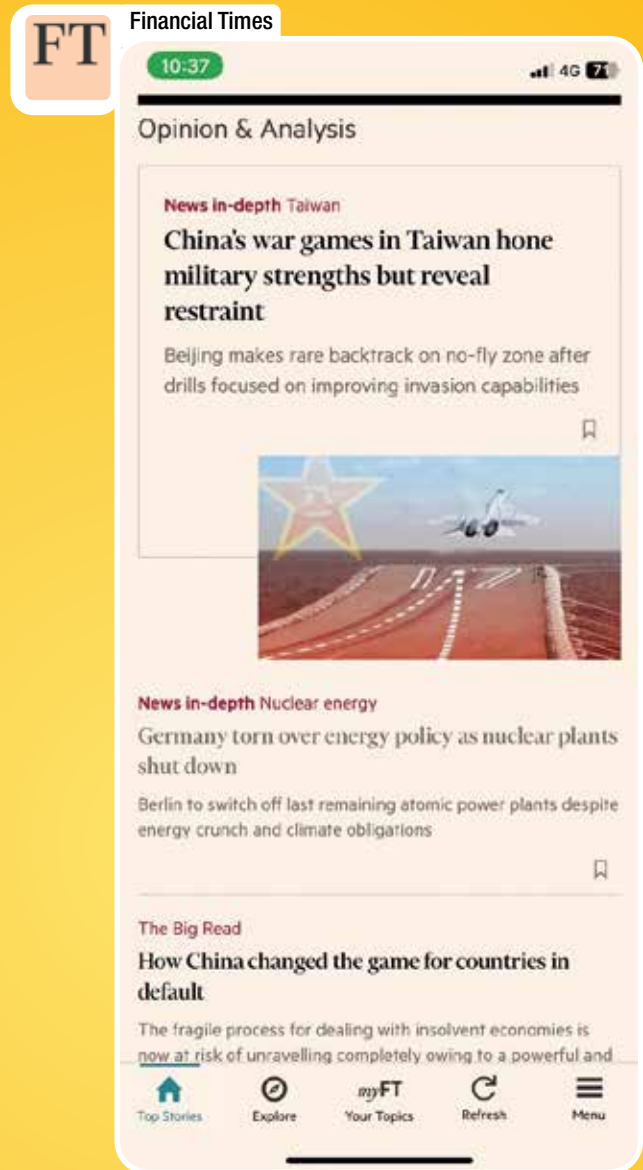 FT
Financial Times
10:37
4G 71
Opinion & Analysis
News in-depth Taiwan
China's war games in Taiwan hone
military strengths but reveal
restraint
Beijing makes rare backtrack on no-fly zone after
drills focused on improving invasion capabilities
News in-depth Nuclear energy
Germany torn over energy policy as nuclear plants
shut down
Berlin to switch off last remaining atomic power plants despite
energy crunch and climate obligations
The Big Read
How China changed the game for countries in
default
The fragile process for dealing with insolvent economies is
now at risk of unravelling completely owing to a powerful and
Top Stories
Explore
myFT
Your Topics
Refresh
Menu